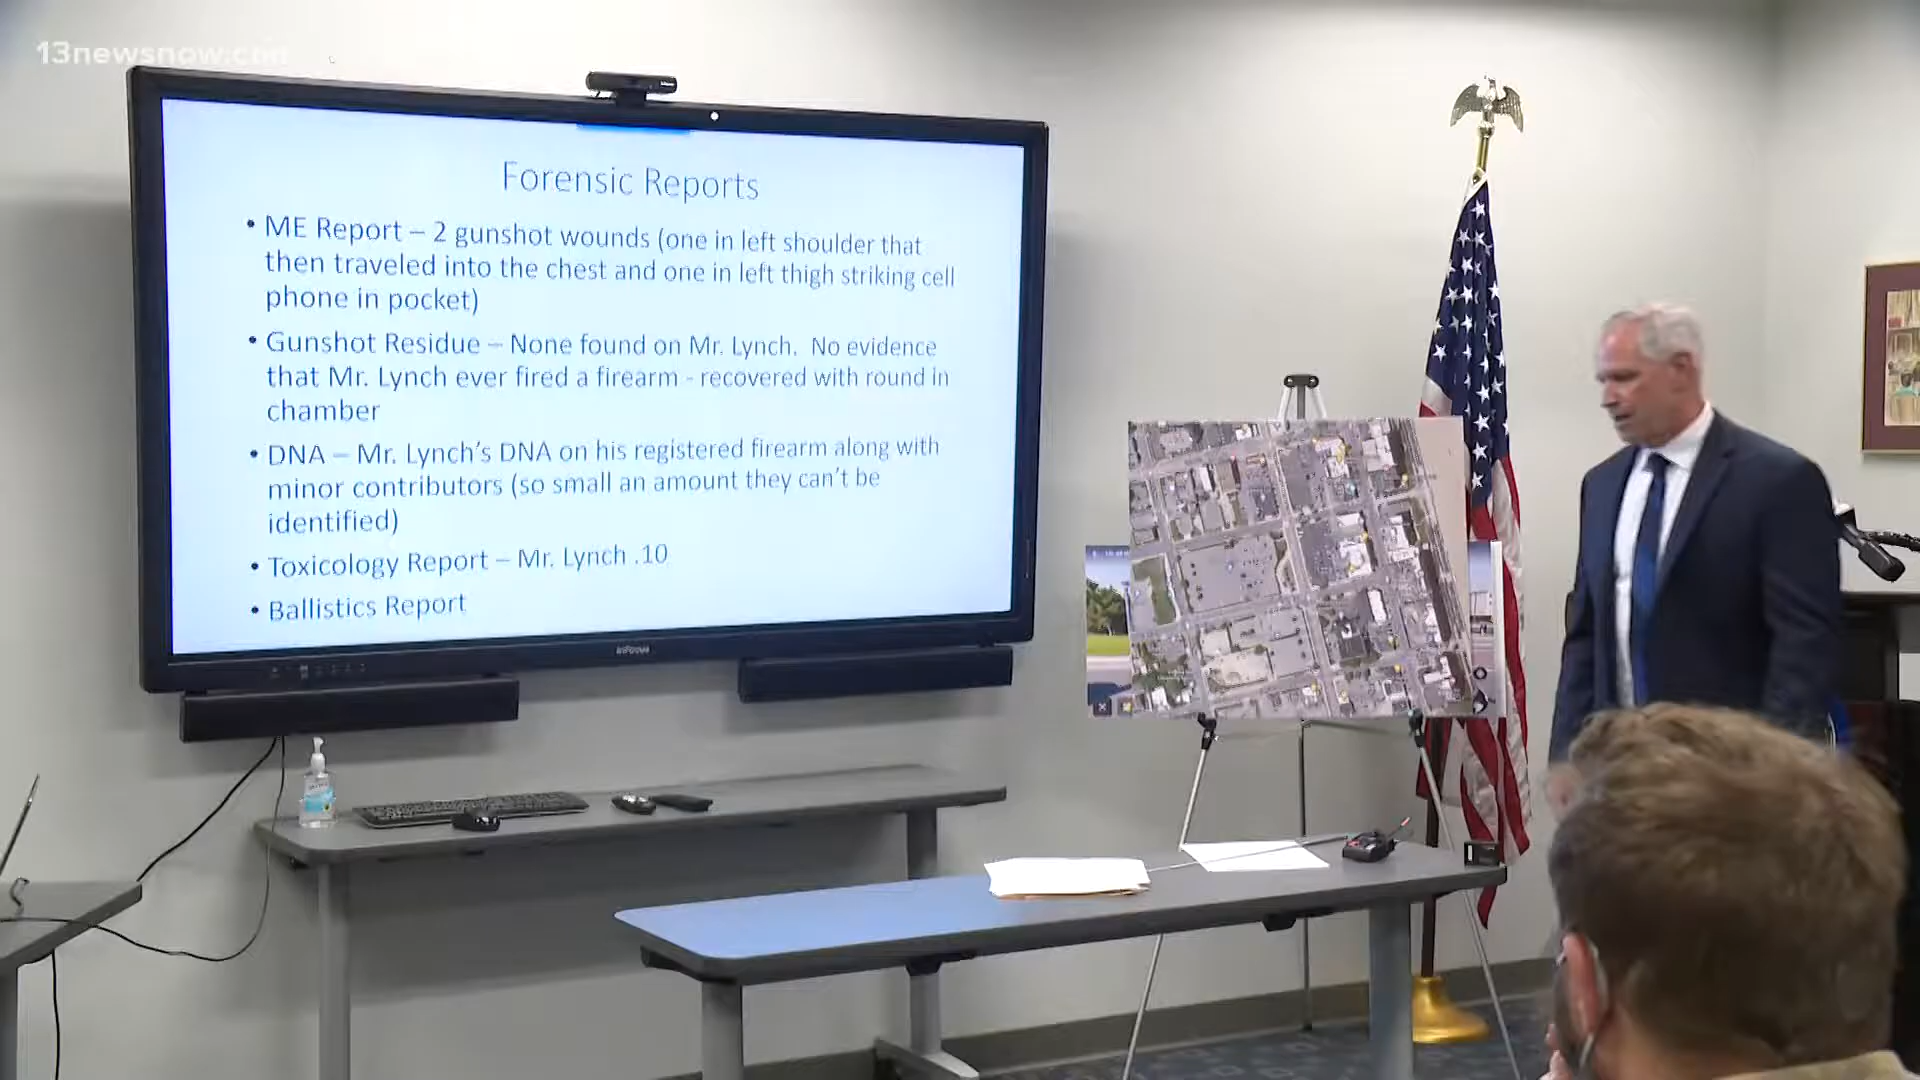 13newsnow.com
Forensic Reports
• ME Report – 2 gunshot wounds (one in left shoulder that
then traveled into the chest and one in left thigh striking cell
phone in pocket)
• Gunshot Residue – None found on Mr. Lynch.  No evidence
that Mr. Lynch ever fired a firearm - recovered with round in
chamber
• DNA – Mr. Lynch's DNA on his registered firearm along with
minor contributors (so small an amount they can't be
identified)
• Toxicology Report – Mr. Lynch .10
• Ballistics Report
InFocus